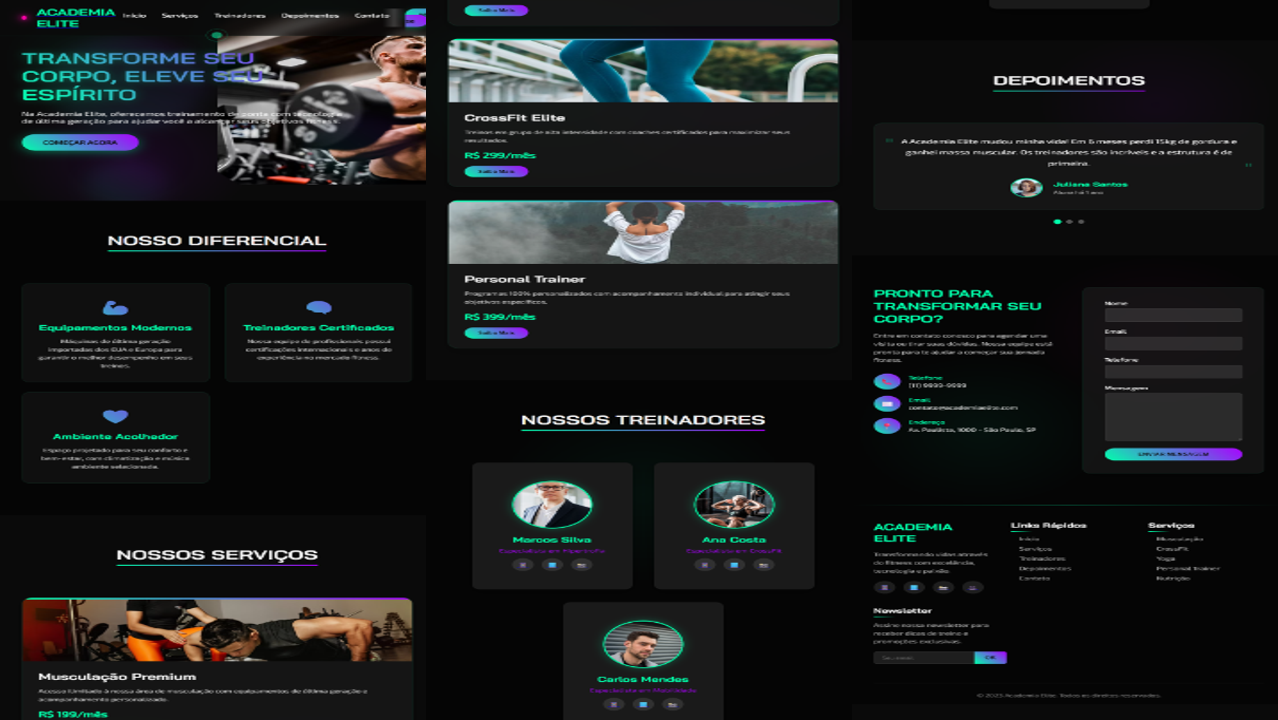 ACADEMIA
ELITE
Início Serviços Treinadores Depoimentos Contato
TRANSFORME SEU
CORPO, ELEVE SEU
ESPÍRITO
Na Academia Elite, oferecemos treinamento de ponta com tecnologia
de última geração para ajudar você a alcançar seus objetivos fitness.
COMEÇAR AGORA
NOSSO DIFERENCIAL
Equipamentos Modernos
Máquinas de última geração
importadas dos EUA e Europa para
garantir o melhor desempenho em seus
treinos.
Treinadores Certificados
Nossa equipe de profissionais possui
certificações internacionais e anos de
experiência no mercado fitness.
Ambiente Acolhedor
Espaço projetado para seu conforto e
bem-estar, com climatização e música
ambiente selecionada.
NOSSOS SERVIÇOS
Musculação Premium
Acesso ilimitado à nossa área de musculação com equipamentos de última geração e
acompanhamento personalizado.
R$ 199/mês
Saiba Mais
CrossFit Elite
Treinos em grupo de alta intensidade com coaches certificados para maximizar seus
resultados.
R$ 299/mês
Saiba Mais
Personal Trainer
Programas 100% personalizados com acompanhamento individual para atingir seus
objetivos específicos.
R$ 399/mês
Saiba Mais
NOSSOS TREINADORES
Marcos Silva
Especialista em Hipertrofia
Ana Costa
Especialista em CrossFit
Carlos Mendes
Especialista em Mobilidade
DEPOIMENTOS
"A Academia Elite mudou minha vida! Em 6 meses perdi 15kg de gordura e
ganhei massa muscular. Os treinadores são incríveis e a estrutura é de
primeira. "
Juliana Santos
Aluna há 1 ano
PRONTO PARA
TRANSFORMAR SEU
CORPO?
Entre em contato conosco para agendar uma
visita ou tirar suas dúvidas. Nossa equipe está
pronta para te ajudar a começar sua jornada
fitness.
Telefone
(11) 9999-9999
Email
contato@academiaelite.com
Endereço
Av. Paulista, 1000 - São Paulo, SP
Nome
Email
Telefone
Mensagem
ENVIAR MENSAGEM
ACADEMIA
ELITE
Transformando vidas através
do fitness com excelência,
tecnologia e paixão.
Newsletter
Assine nossa newsletter para
receber dicas de treino e
promoções exclusivas.
Seu email
OK
Links Rápidos
Início
Serviços
Treinadores
Depoimentos
Contato
Serviços
Musculação
CrossFit
Yoga
Personal Trainer
Nutrição
© 2023 Academia Elite. Todos os direitos reservados.